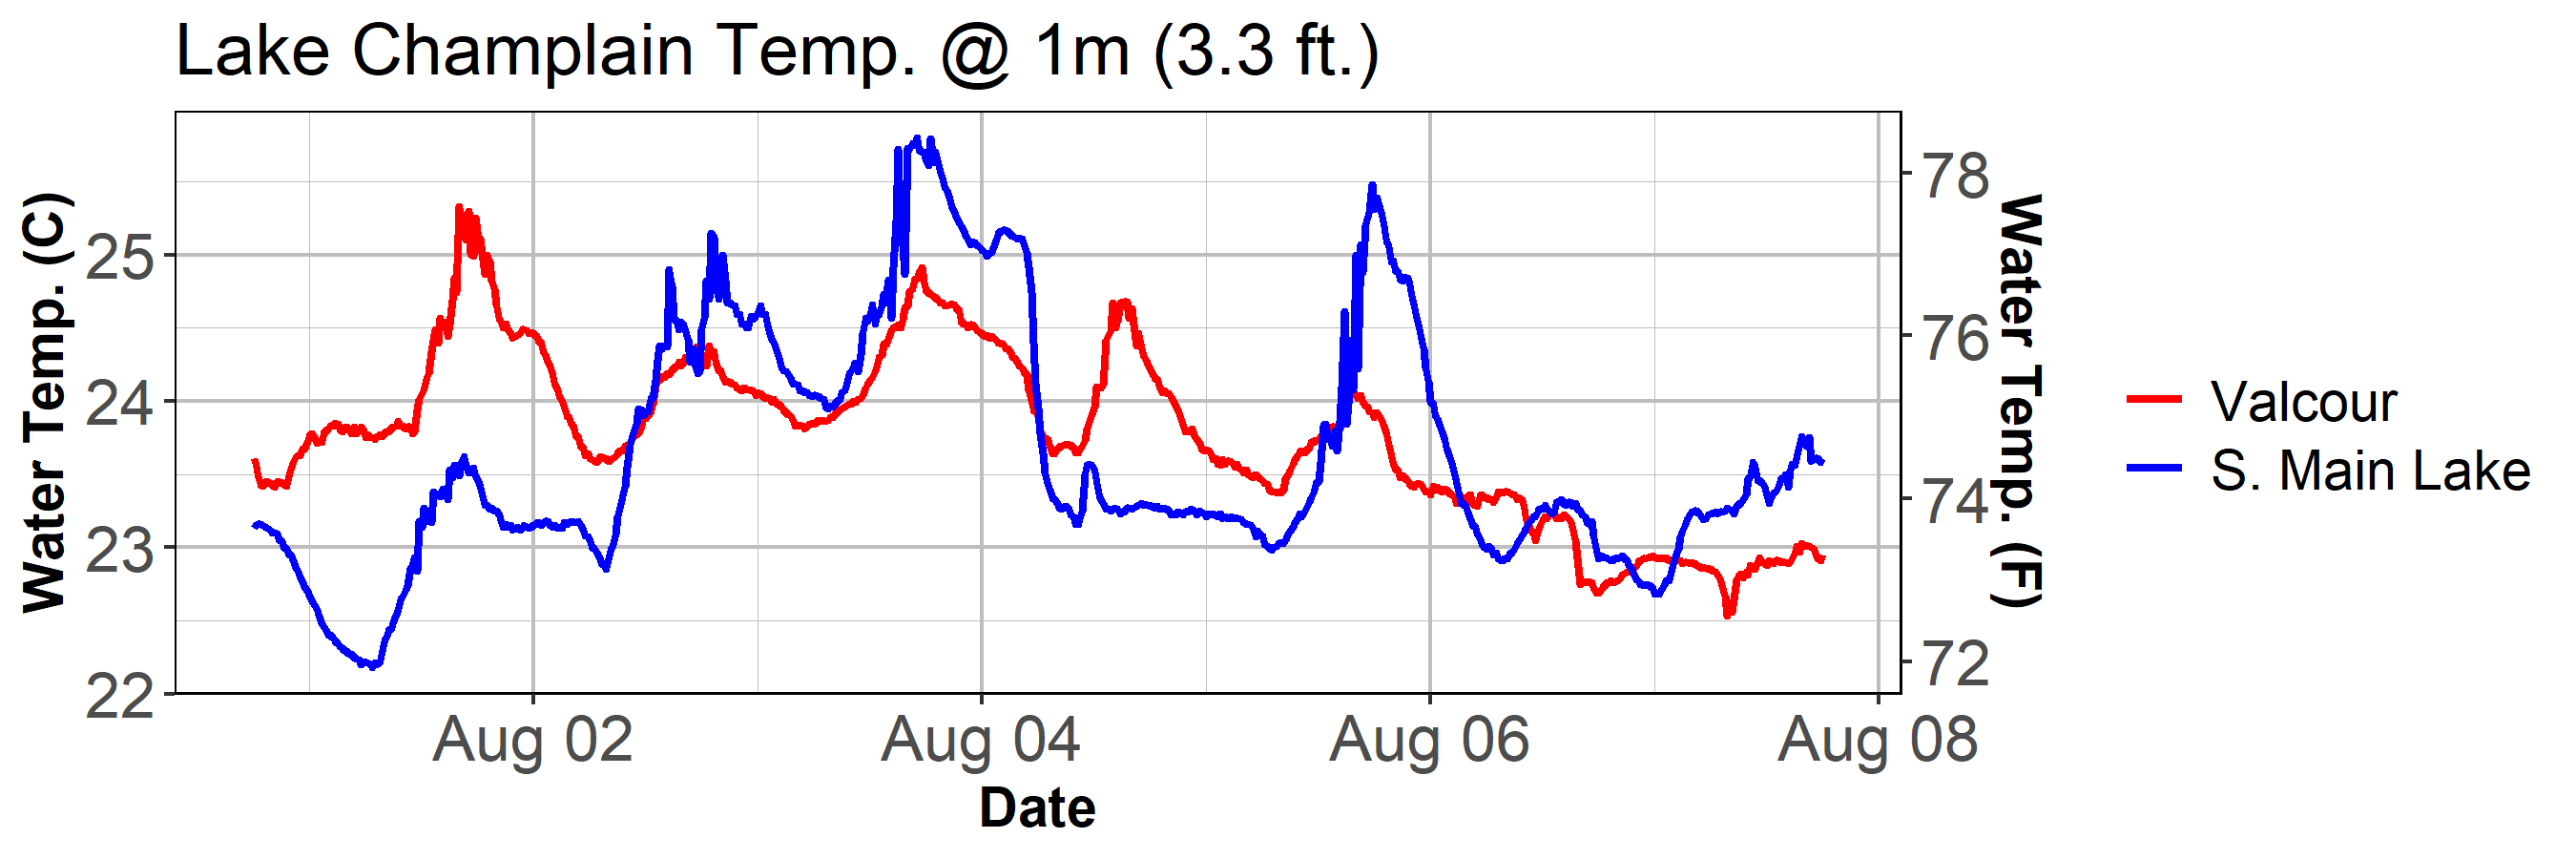 Lake Champlain Temp. @ 1m (3.3 ft.)
Water Temp. (C)
25
24
23
22
78
76
74
72
Water Temp. (F)
Aug 02
Aug 04
Aug 06
Aug 08
Date
Valcour
S. Main Lake